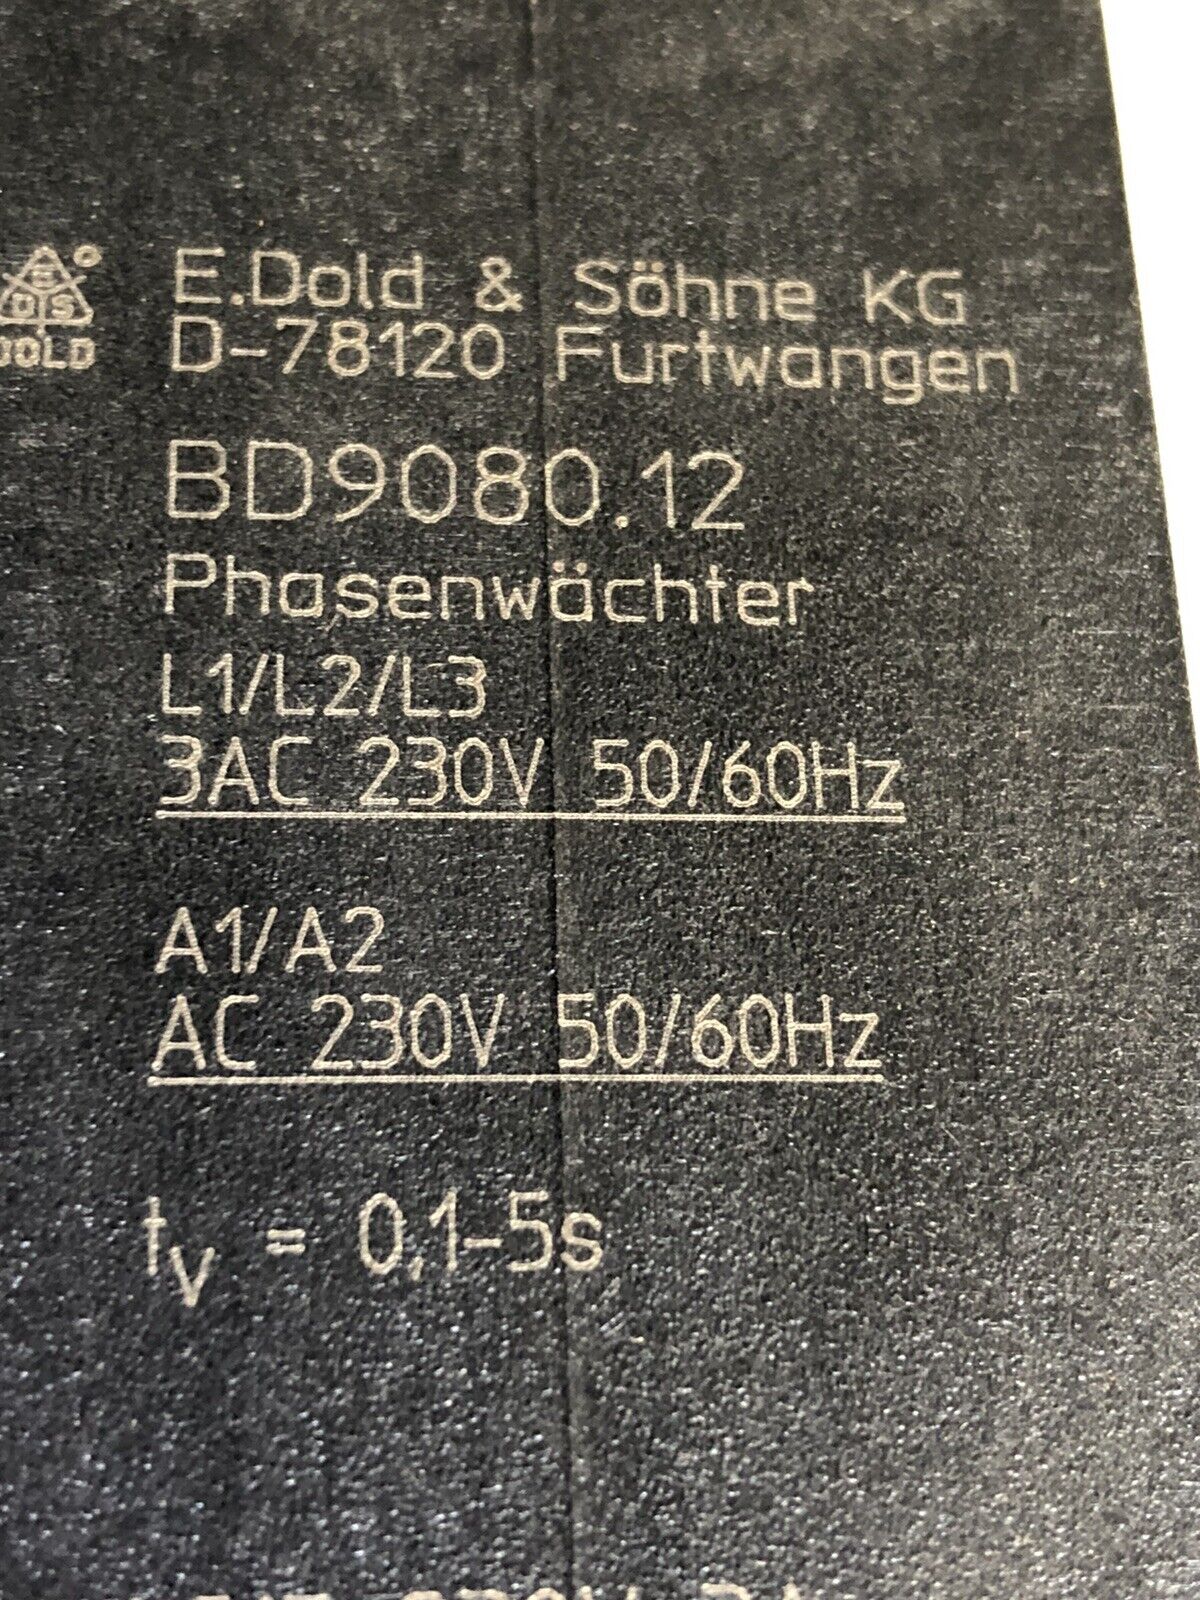 E.Dold & Söhne KG
D-78120 Furtwangen
E
D S
DOLD
BD9080.12
Phasenwächter
L1/L2/L3
3AC 230V 50/60Hz
A1/A2
AC 230V 50/60Hz
tv = 0,1-5s